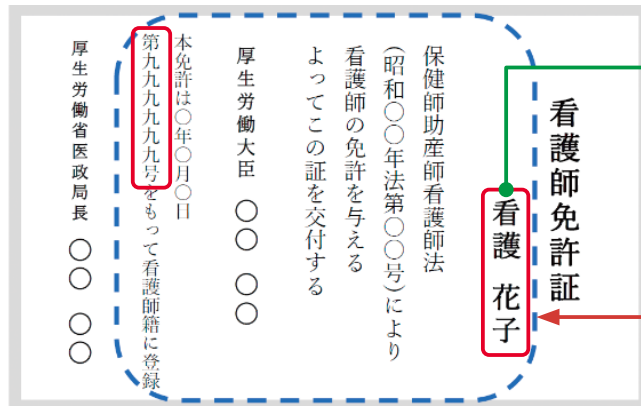 看護師免許証
看護 花子
保健師助産師看護師法
(昭和〇〇年法第〇〇号)により
看護師の免許を与える
よってこの証を交付する
厚生労働大臣 〇〇 〇〇
本免許は〇年〇月〇日
第九九九九九九号をもって看護師籍に登録
厚生労働省医政局長 〇〇 〇〇